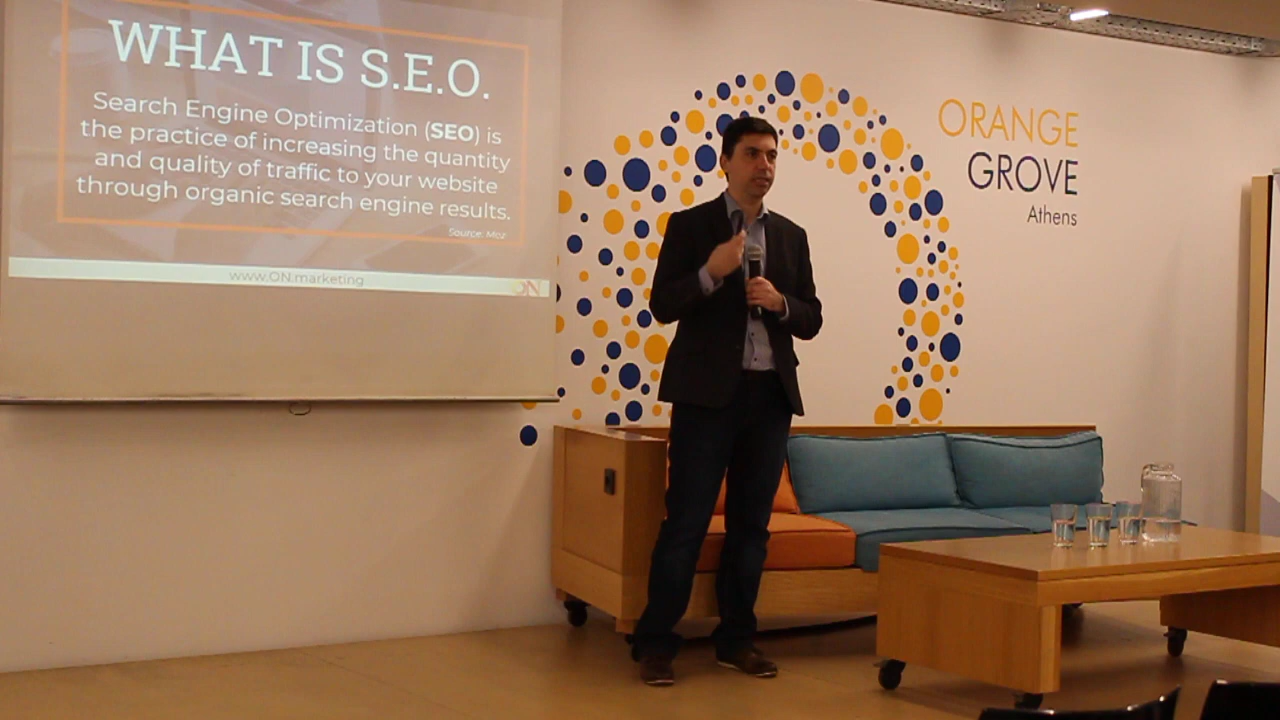 WHAT IS S.E.O.
Search Engine Optimization (SEO) is
the practice of increasing the quantity
and quality of traffic to your website
through organic search engine results.
Source: Moz
www.ON.marketing
ON
ORANGE
GROVE
Athens